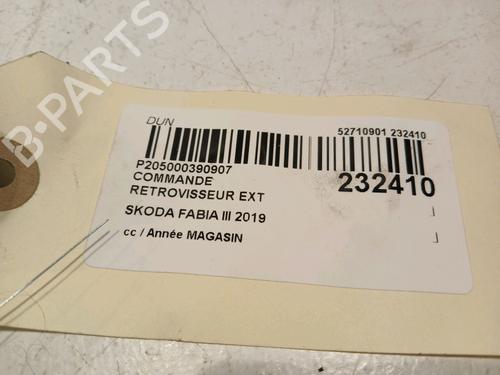 DUN
52710901 232410
P205000390907
COMMANDE
232410
RETROVISSEUR EXT
SKODA FABIA III 2019
cc / Année MAGASIN
B-PARTS